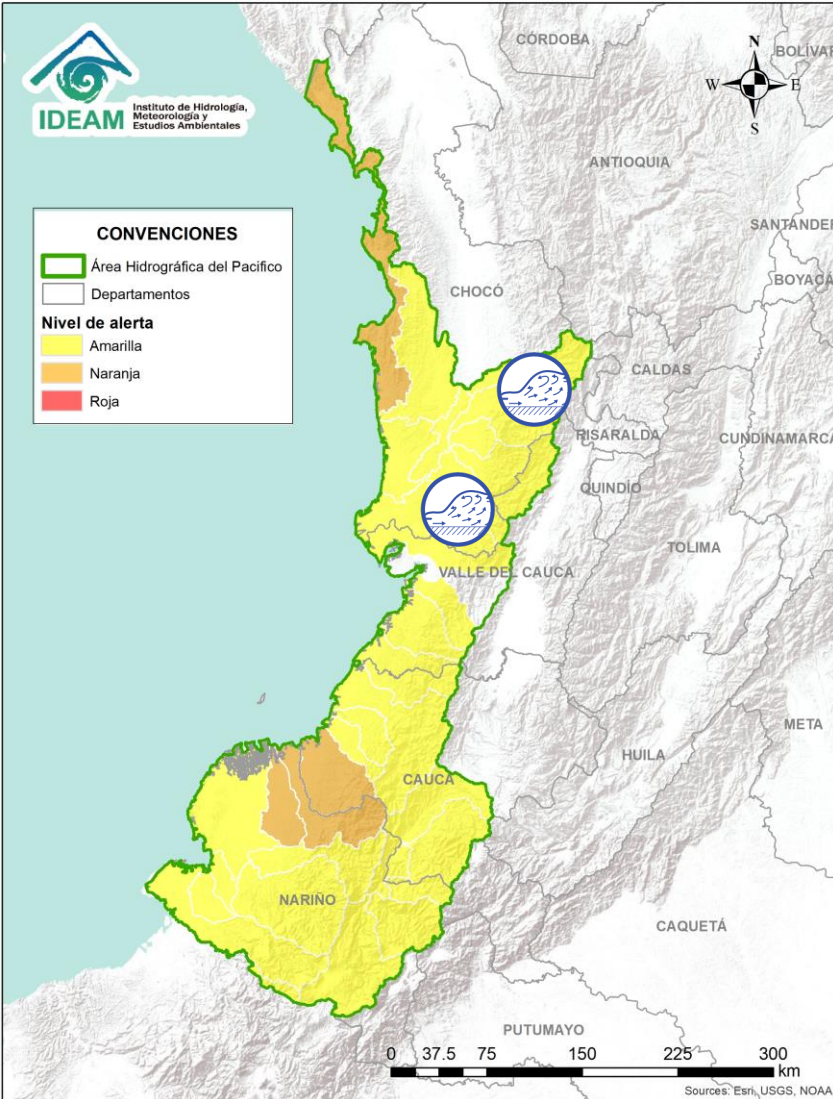 IDEAM
Instituto de Hidrología,
Meteorología y
Estudios Ambientales
N
W
E
S
CÓRDOBA
BOLÍVAR
ANTIOQUIA
SANTANDER
BOYACÁ
CHOCÓ
CALDAS
RISARALDA
CUNDINAMARCA
QUINDÍO
TOLIMA
VALLE DEL CAUCA
META
HUILA
CAUCA
NARIÑO
CAQUETÁ
PUTUMAYO
CONVENCIONES
Área Hidrográfica del Pacifico
Departamentos
Nivel de alerta
Amarilla
Naranja
Roja
0 37.5 75 150 225 300
km
Sources: Esri, USGS, NOAA